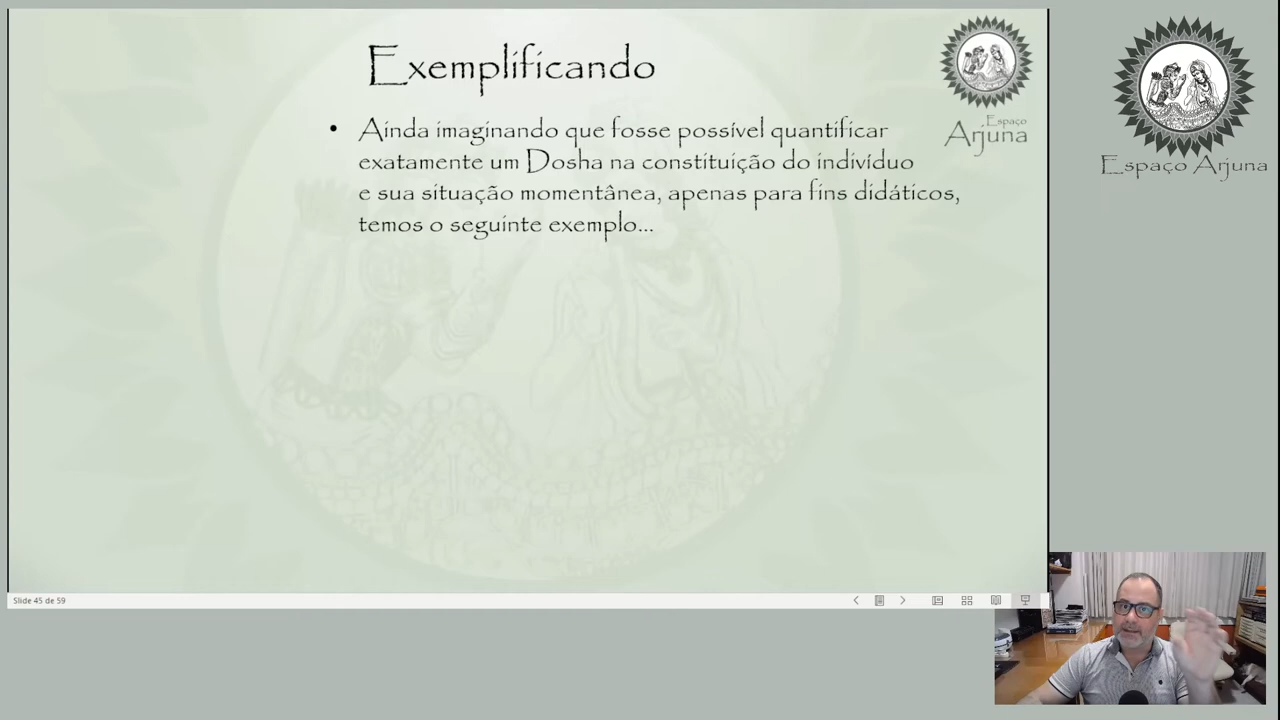 Exemplificando
Espaço
Arjuna
Espaço Arjuna
• Ainda imaginando que fosse possível quantificar
exatamente um Dosha na constituição do indivíduo
e sua situação momentânea, apenas para fins didáticos,
temos o seguinte exemplo...
Slide 45 de 59